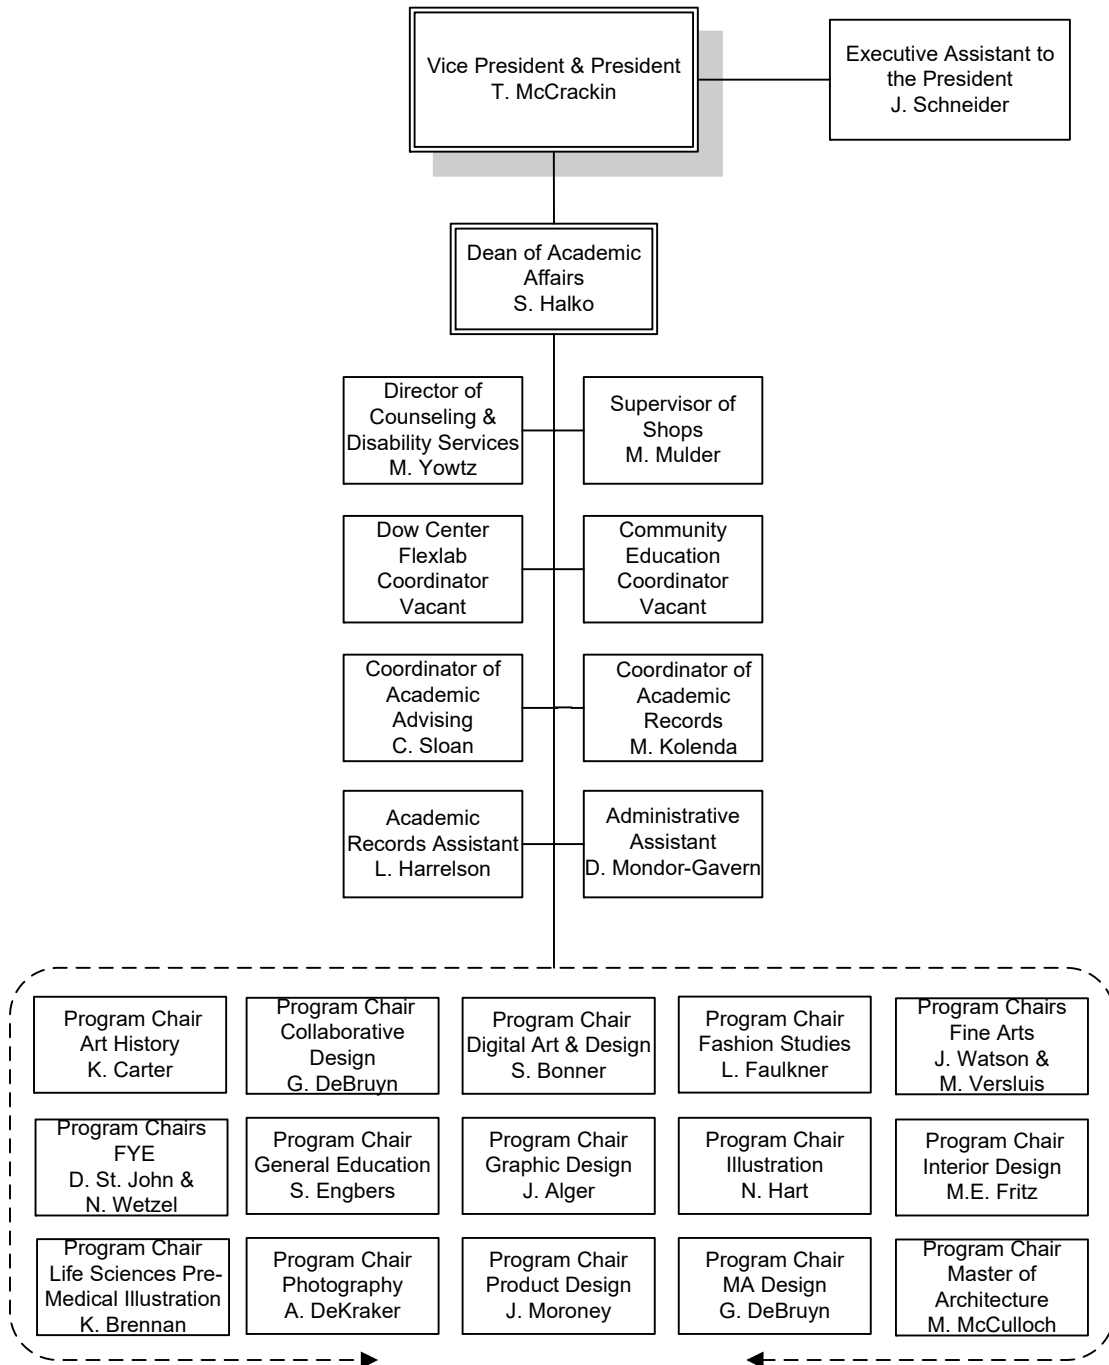 Vice President & President
T. McCrackin
Executive Assistant to
the President
J. Schneider
Dean of Academic
Affairs
S. Halko
Director of
Counseling &
Disability Services
M. Yowtz
Supervisor of
Shops
M. Mulder
Dow Center
Flexlab
Coordinator
Vacant
Community
Education
Coordinator
Vacant
Coordinator of
Academic
Advising
C. Sloan
Coordinator of
Academic
Records
M. Kolenda
Academic
Records Assistant
L. Harrelson
Administrative
Assistant
D. Mondor-Gavern
Program Chair
Art History
K. Carter
Program Chair
Collaborative
Design
G. DeBruyn
Program Chair
Digital Art & Design
S. Bonner
Program Chair
Fashion Studies
L. Faulkner
Program Chairs
Fine Arts
J. Watson &
M. Versluis
Program Chairs
FYE
D. St. John &
N. Wetzel
Program Chair
General Education
S. Engbers
Program Chair
Graphic Design
J. Alger
Program Chair
Illustration
N. Hart
Program Chair
Interior Design
M.E. Fritz
Program Chair
Life Sciences Pre-
Medical Illustration
K. Brennan
Program Chair
Photography
A. DeKraker
Program Chair
Product Design
J. Moroney
Program Chair
MA Design
G. DeBruyn
Program Chair
Master of
Architecture
M. McCulloch